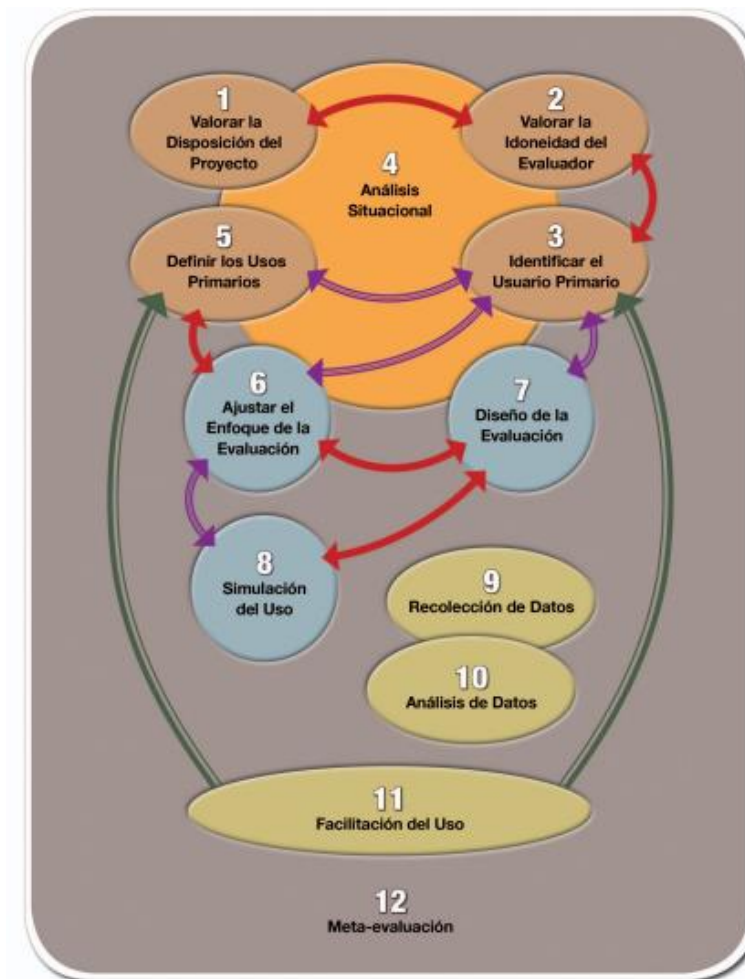 1
Valorar la
Disposición del
Proyecto
2
Valorar la
Idoneidad del
Evaluador
4
Análisis
Situacional
5
Definir los Usos
Primarios
3
Identificar el
Usuario Primario
6
Ajustar el
Enfoque de la
Evaluación
7
Diseño de la
Evaluación
8
Simulación
del Uso
9
Recolección de Datos
10
Análisis de Datos
11
Facilitación del Uso
12
Meta-evaluación